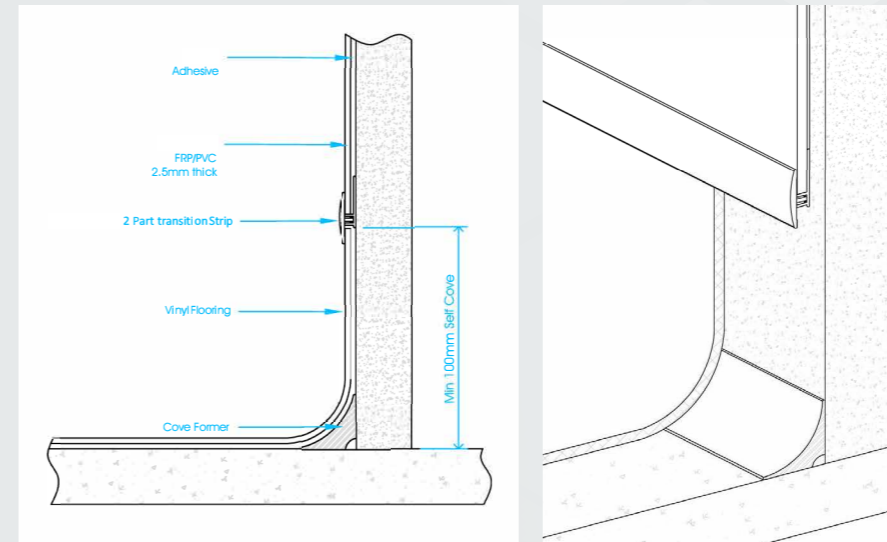 Adhesive
FRP/PVC
2.5mm thick
2 Part transition Strip
Vinyl Flooring
Min 100mm Self Cove
Cove Former